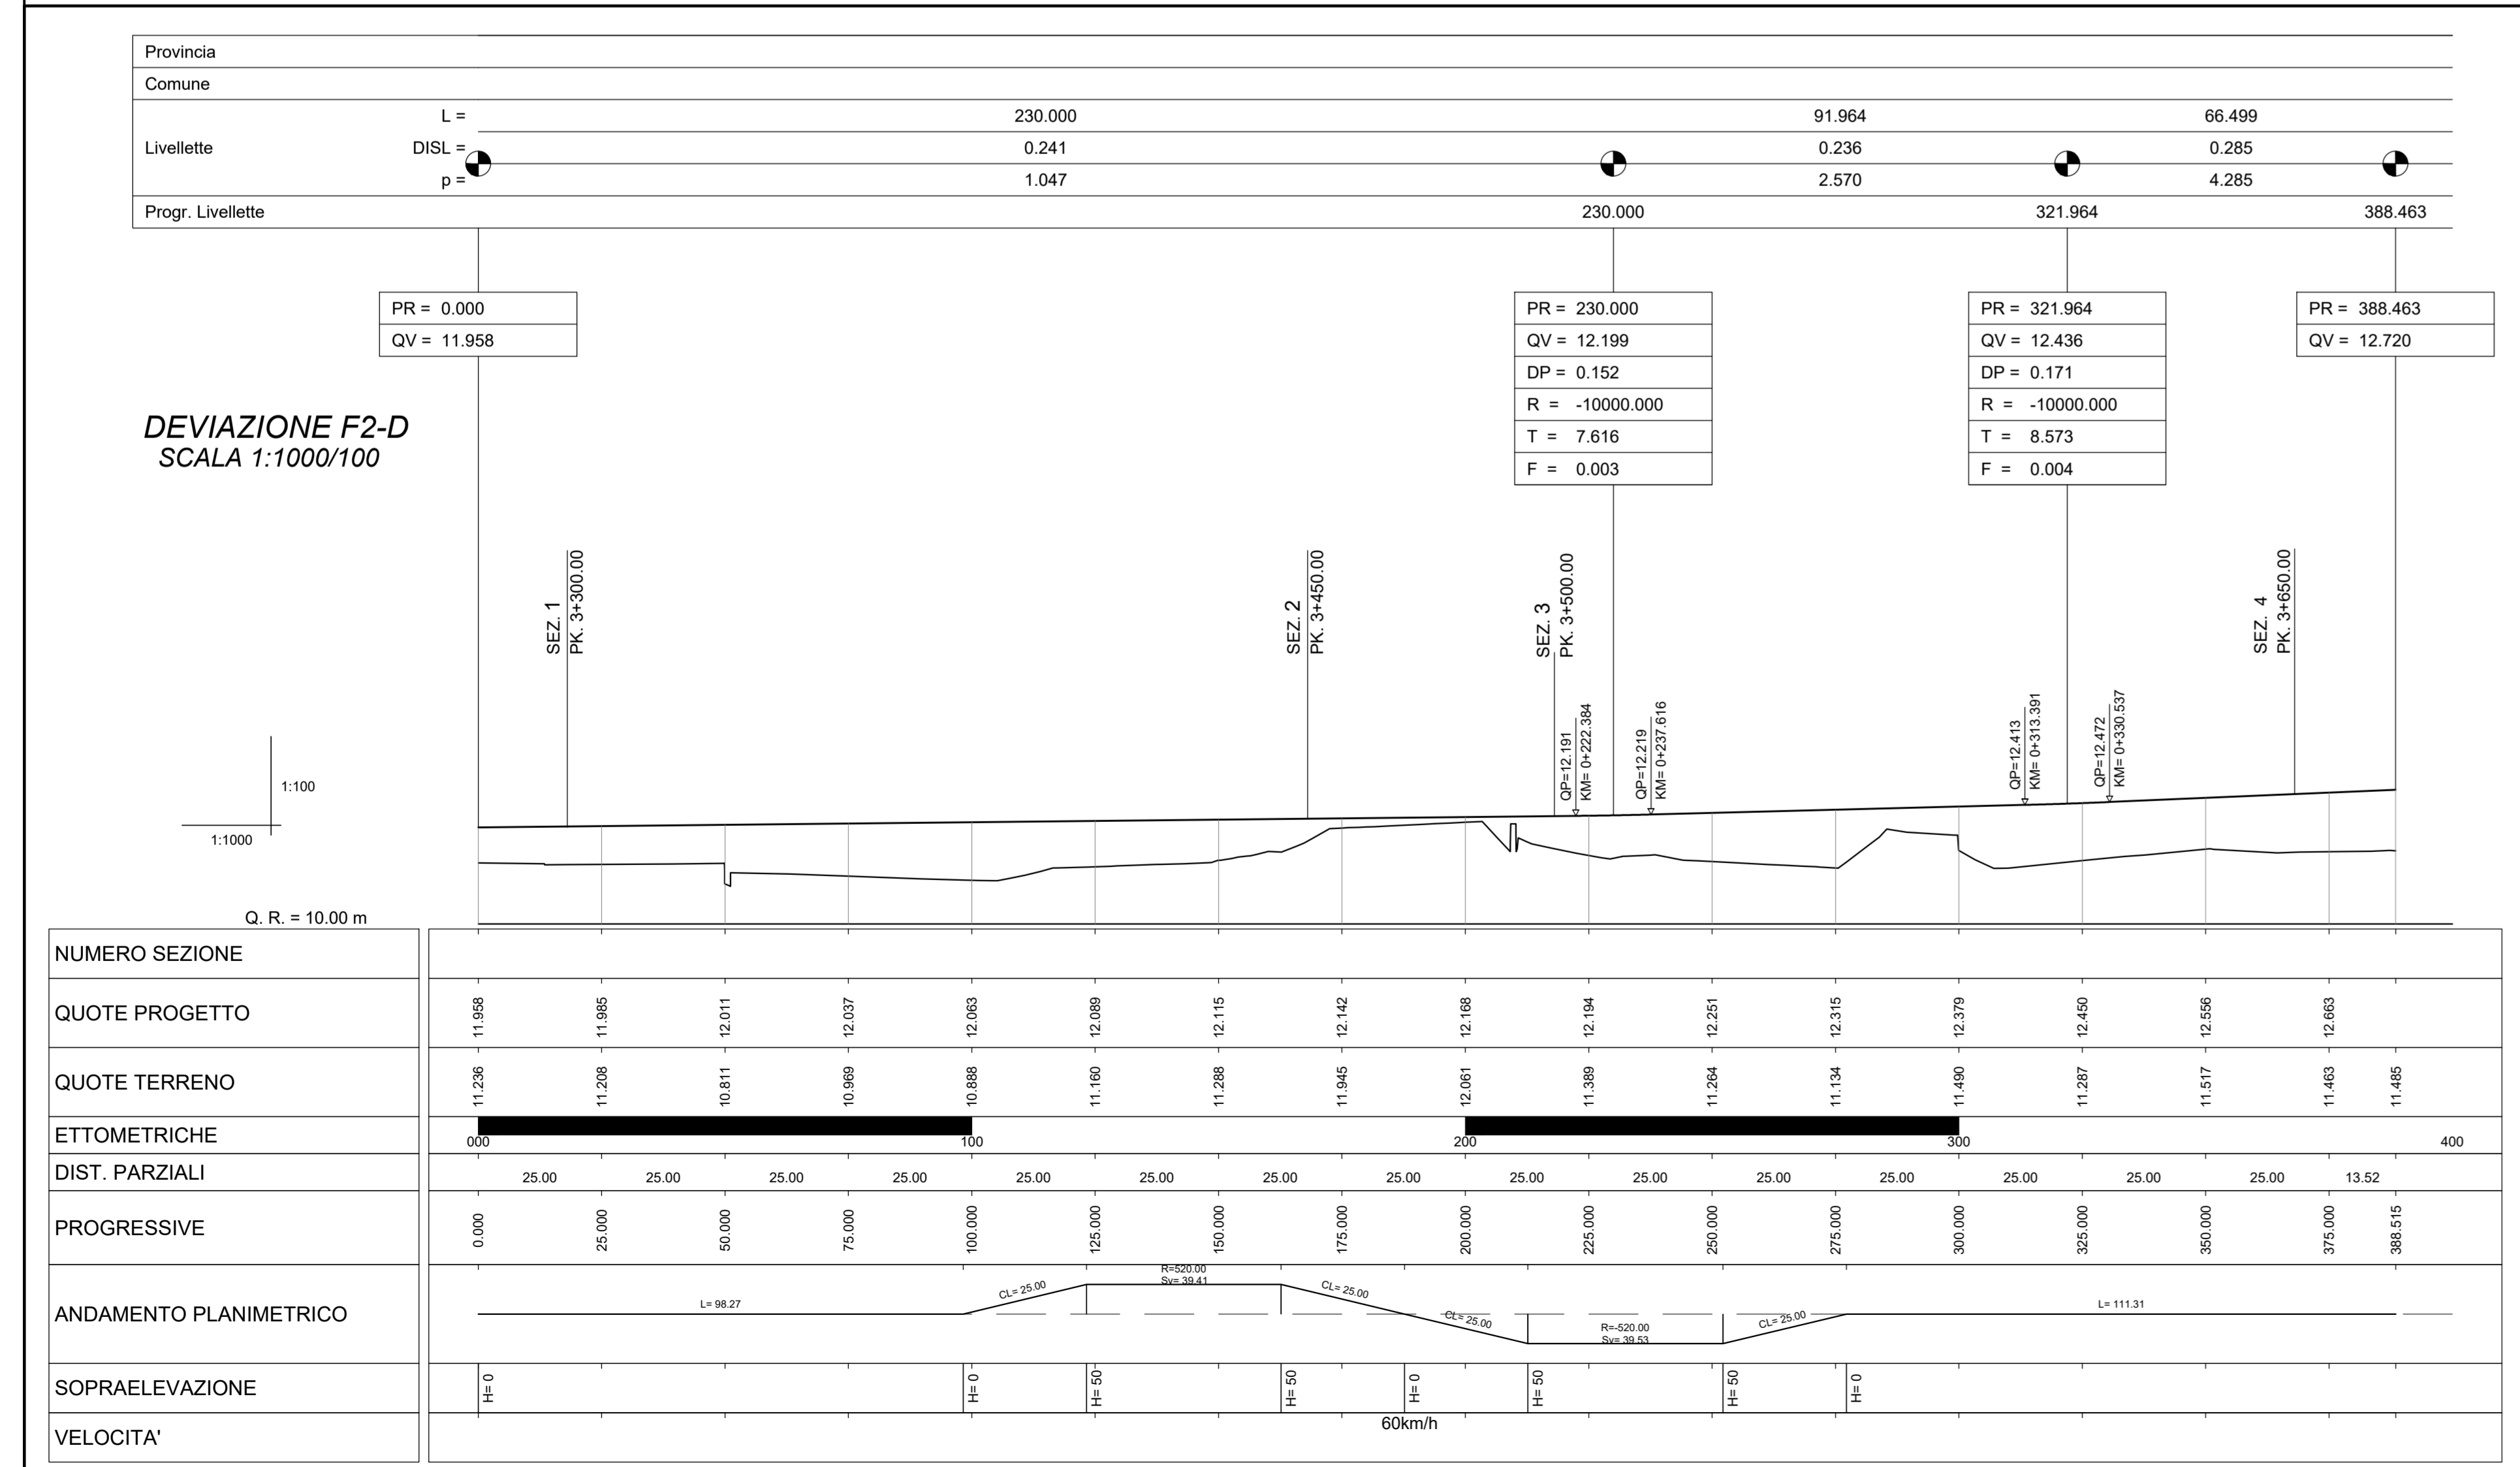 Provincia
Comune
L = 230.000 91.964 66.499
Livellette DISL = 0.241 0.236 0.285
p = 1.047 2.570 4.285
Progr. Livellette 230.000 321.964 388.463
PR = 0.000
QV = 11.958
PR = 230.000
QV = 12.199
DP = 0.152
R = -10000.000
T = 7.616
F = 0.003
PR = 321.964
QV = 12.436
DP = 0.171
R = -10000.000
T = 8.573
F = 0.004
PR = 388.463
QV = 12.720
DEVIAZIONE F2-D
SCALA 1:1000/100
SEZ. 1
PK. 3+300.00
SEZ. 2
PK. 3+450.00
SEZ. 3
PK. 3+500.00
QP=12.191
KM= 0+222.384
QP=12.219
KM= 0+237.616
QP=12.413
KM= 0+313.391
QP=12.472
KM= 0+330.537
SEZ. 4
PK. 3+650.00
1:100
1:1000
Q. R. = 10.00 m
NUMERO SEZIONE
QUOTE PROGETTO 11.958 11.985 12.011 12.037 12.063 12.089 12.115 12.142 12.168 12.194 12.251 12.315 12.379 12.450 12.556 12.663
QUOTE TERRENO 11.236 11.208 10.811 10.969 10.888 11.160 11.288 11.945 12.061 11.389 11.264 11.134 11.490 11.287 11.517 11.463 11.485
ETTOMETRICHE 000 100 200 300 400
DIST. PARZIALI 25.00 25.00 25.00 25.00 25.00 25.00 25.00 25.00 25.00 25.00 25.00 25.00 25.00 25.00 25.00 13.52
PROGRESSIVE 0.000 25.000 50.000 75.000 100.000 125.000 150.000 175.000 200.000 225.000 250.000 275.000 300.000 325.000 350.000 375.000 388.515
ANDAMENTO PLANIMETRICO
L= 98.27
CL= 25.00
R=520.00
Sv= 39.41
CL= 25.00
CL= 25.00
R=-520.00
Sv= 39.53
CL= 25.00
L= 111.31
SOPRAELEVAZIONE H= 0 H= 0 H= 50 H= 50 H= 0 H= 50 H= 50 H= 0
VELOCITA' 60km/h